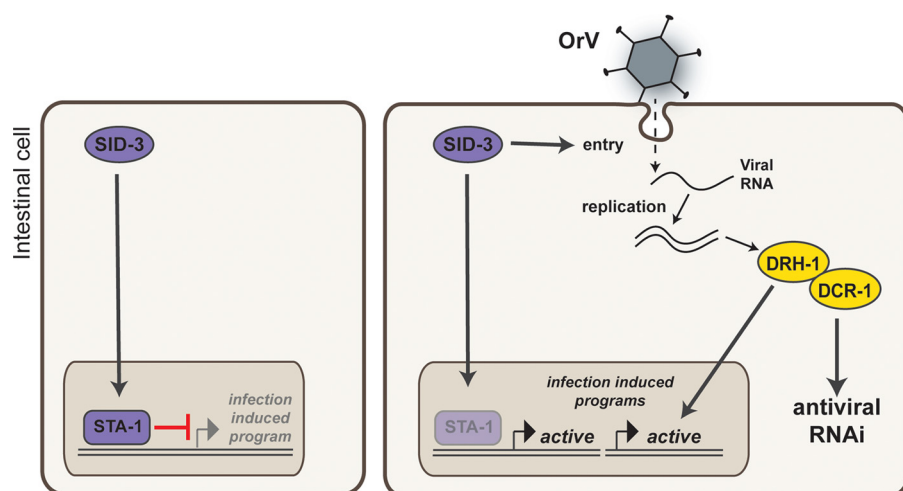 Intestinal cell
SID-3
STA-1
infection
induced
program
OrV
SID-3
entry
Viral
RNA
replication
DRH-1
DCR-1
infection induced
programs
STA-1
active
active
antiviral
RNAi